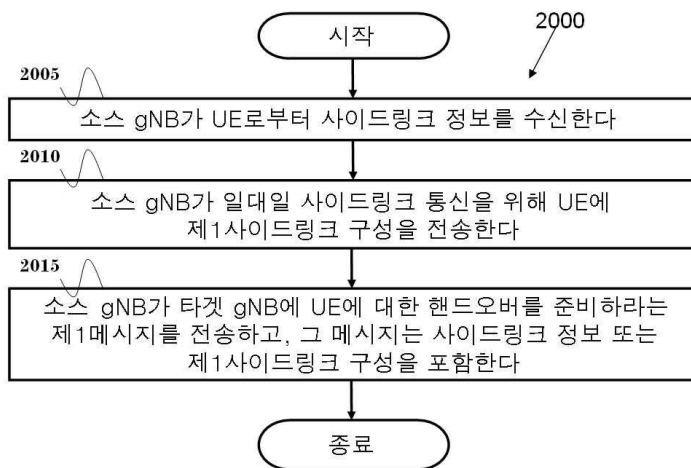 시작
2000
2005
소스 gNB가 UE로부터 사이드링크 정보를 수신한다
2010
소스 gNB가 일대일 사이드링크 통신을 위해 UE에
제1사이드링크 구성을 전송한다
2015
소스 gNB가 타겟 gNB에 UE에 대한 핸드오버를 준비하라는
제1메시지를 전송하고, 그 메시지는 사이드링크 정보 또는
제1사이드링크 구성을 포함한다
종료